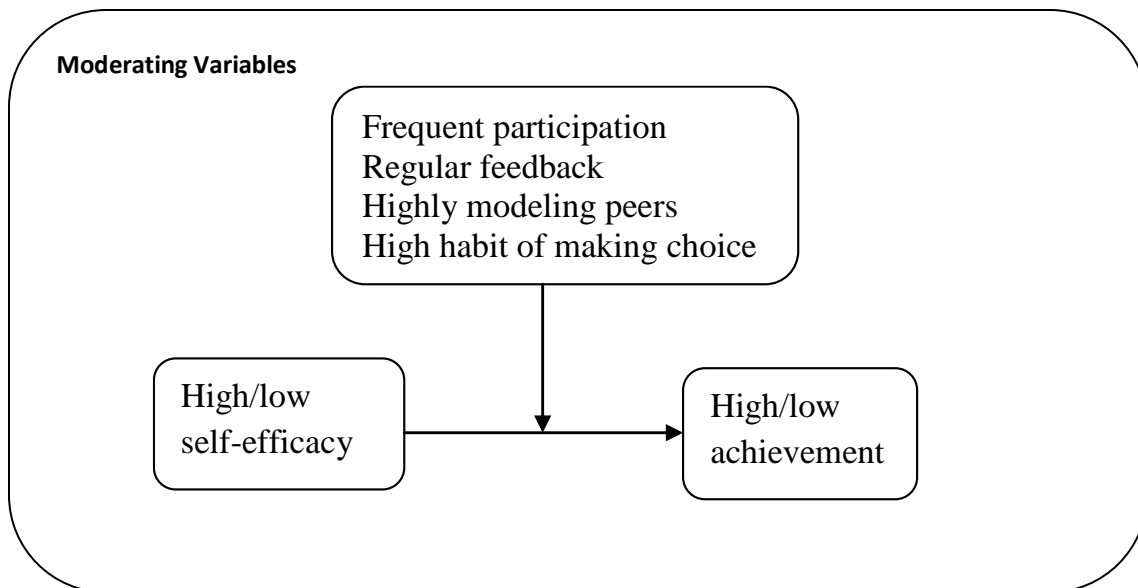 Moderating Variables
Frequent participation
Regular feedback
Highly modeling peers
High habit of making choice
High/low
self-efficacy
High/low
achievement